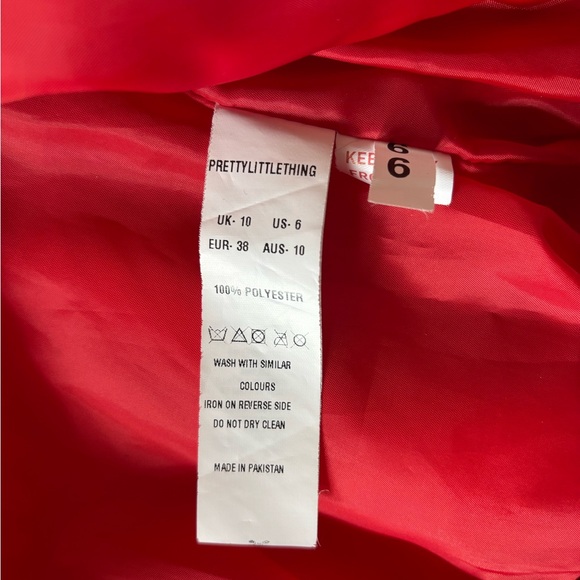 PRETTYLITTLETHING
UK- 10 US- 6
EUR- 38 AUS- 10
100% POLYESTER
WASH WITH SIMILAR
COLOURS
IRON ON REVERSE SIDE
DO NOT DRY CLEAN
MADE IN PAKISTAN
6
6